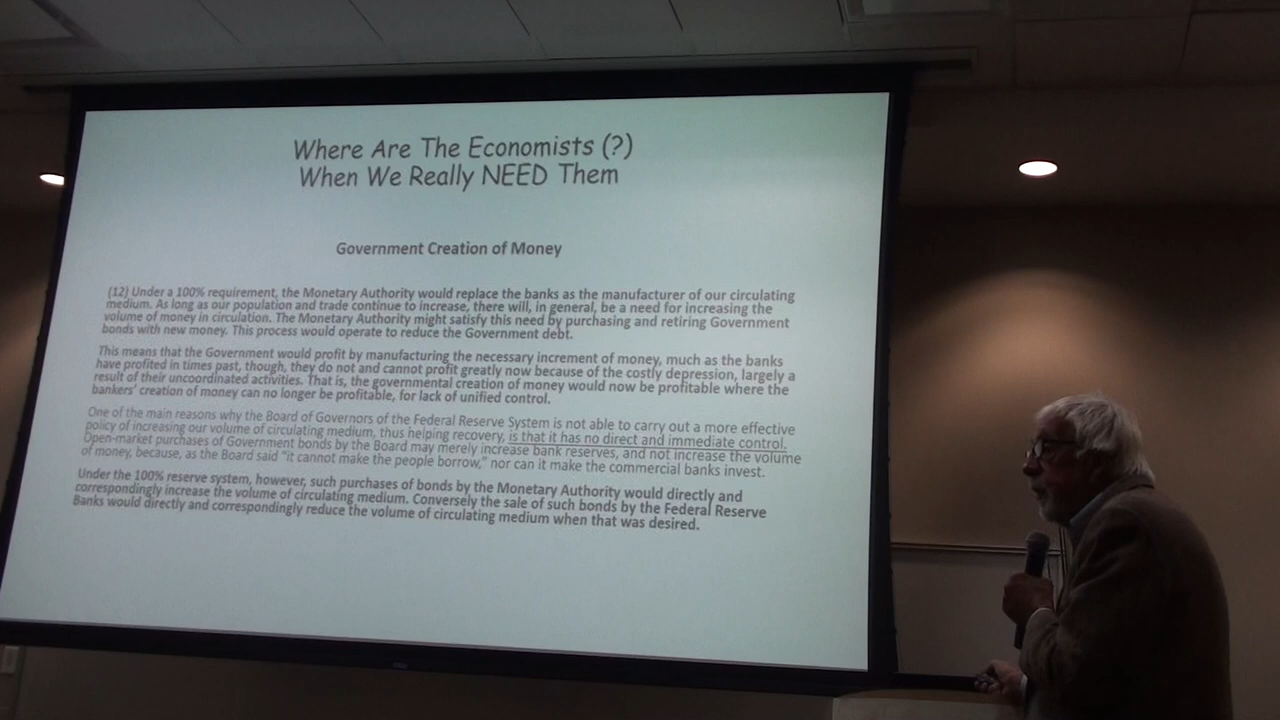 Where Are The Economists (?)
When We Really NEED Them
Government Creation of Money
(12) Under a 100% requirement, the Monetary Authority would replace the banks as the manufacturer of our circulating
medium. As long as our population and trade continue to increase, there will, in general, be a need for increasing the
volume of money in circulation. The Monetary Authority might satisfy this need by purchasing and retiring Government
bonds with new money. This process would operate to reduce the Government debt.
This means that the Government would profit by manufacturing the necessary increment of money, much as the banks
have profited in times past, though, they do not and cannot profit greatly now because of the costly depression, largely a
result of their uncoordinated activities. That is, the governmental creation of money would now be profitable where the
bankers' creation of money can no longer be profitable, for lack of unified control.
One of the main reasons why the Board of Governors of the Federal Reserve System is not able to carry out a more effective
policy of increasing our volume of circulating medium, thus helping recovery, is that it has no direct and immediate control.
Open-market purchases of Government bonds by the Board may merely increase bank reserves, and not increase the volume
of money, because, as the Board said "it cannot make the people borrow," nor can it make the commercial banks invest.
Under the 100% reserve system, however, such purchases of bonds by the Monetary Authority would directly and
correspondingly increase the volume of circulating medium. Conversely the sale of such bonds by the Federal Reserve
Banks would directly and correspondingly reduce the volume of circulating medium when that was desired.